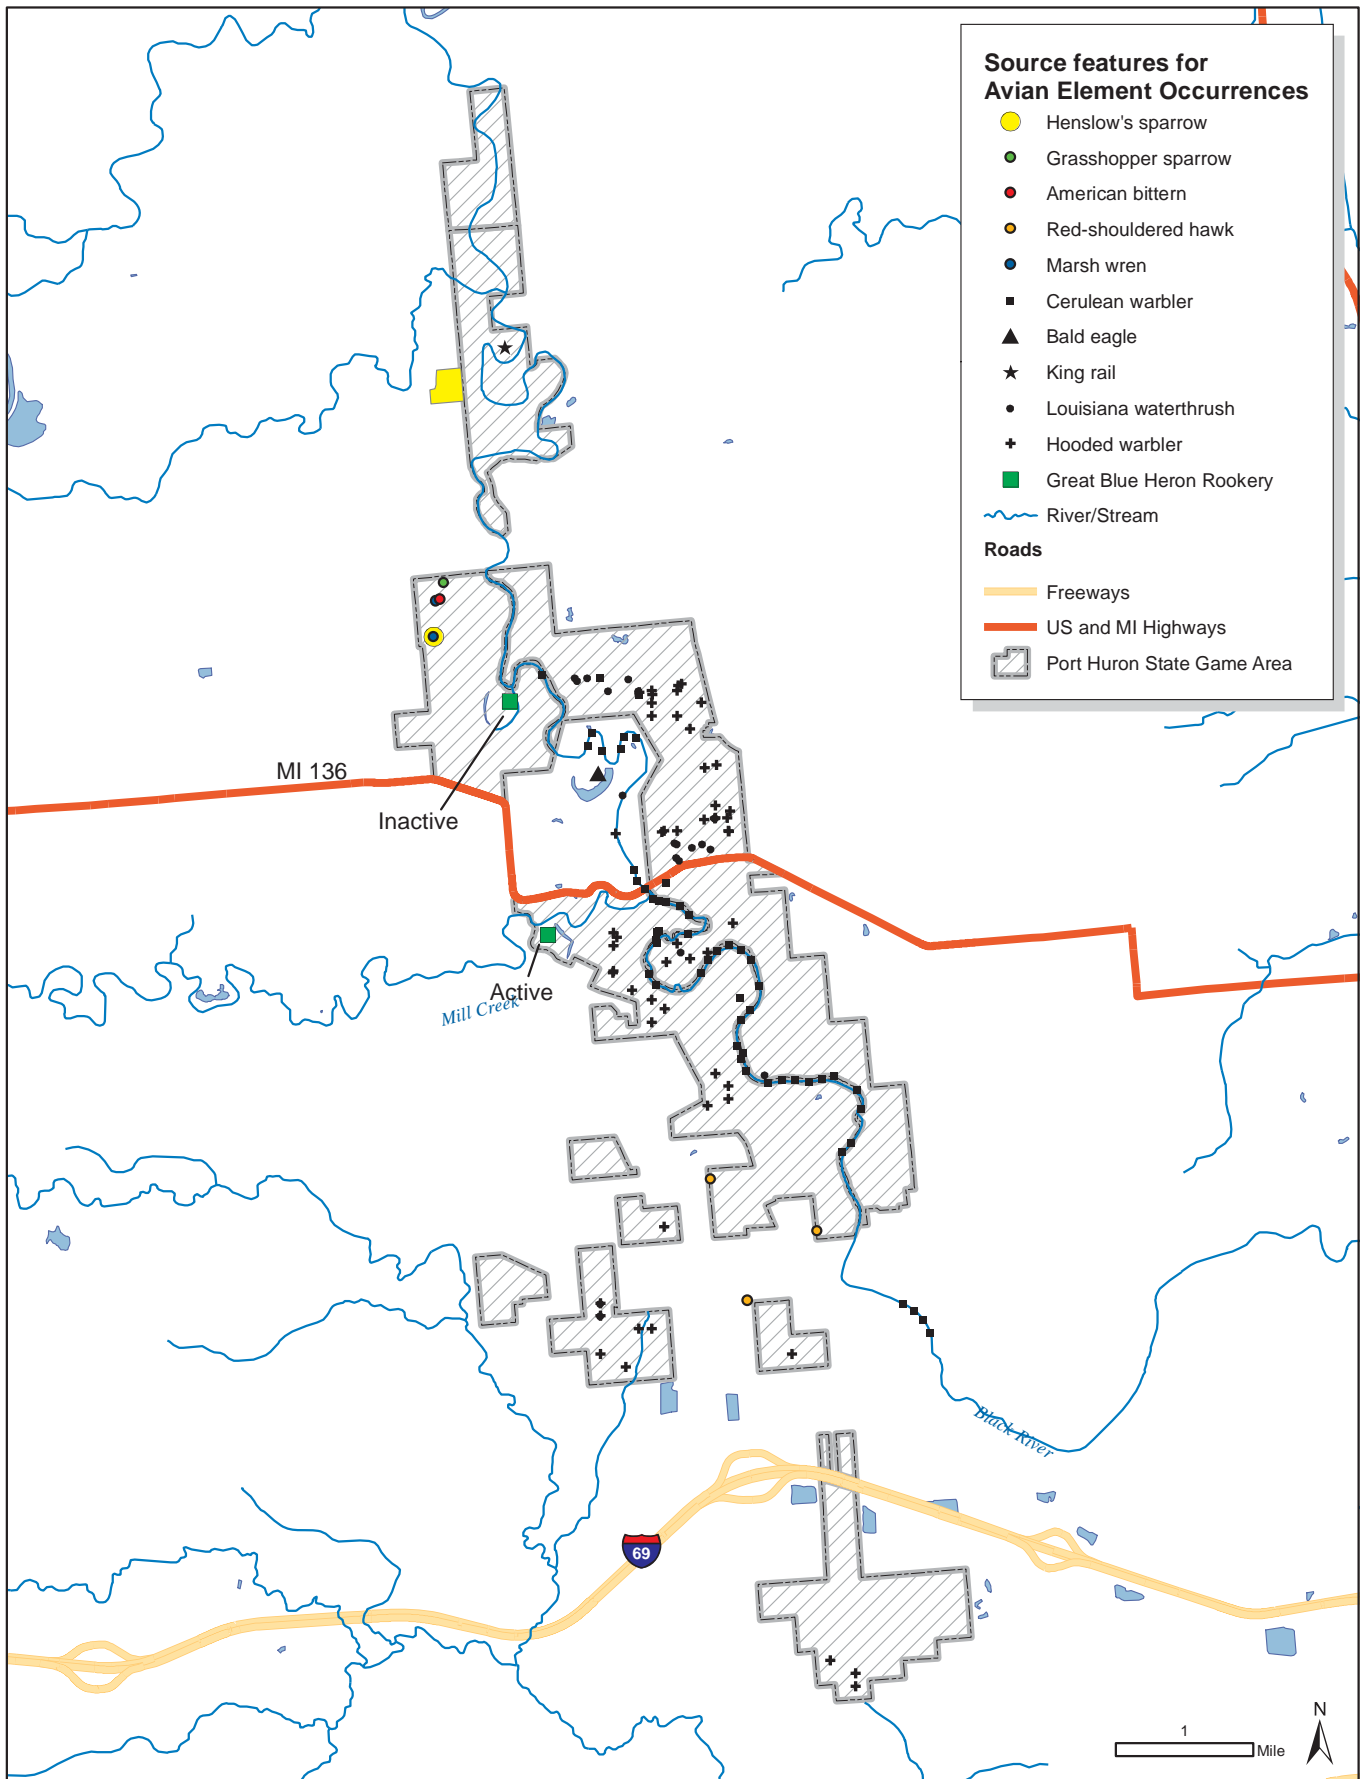 Source features for
Avian Element Occurrences
Henslow's sparrow
Grasshopper sparrow
American bittern
Red-shouldered hawk
Marsh wren
Cerulean warbler
Bald eagle
King rail
Louisiana waterthrush
Hooded warbler
Great Blue Heron Rookery
River/Stream
Roads
Freeways
US and MI Highways
Port Huron State Game Area
MI 136
Inactive
Active
Mill Creek
Black River
69
1
Mile
N